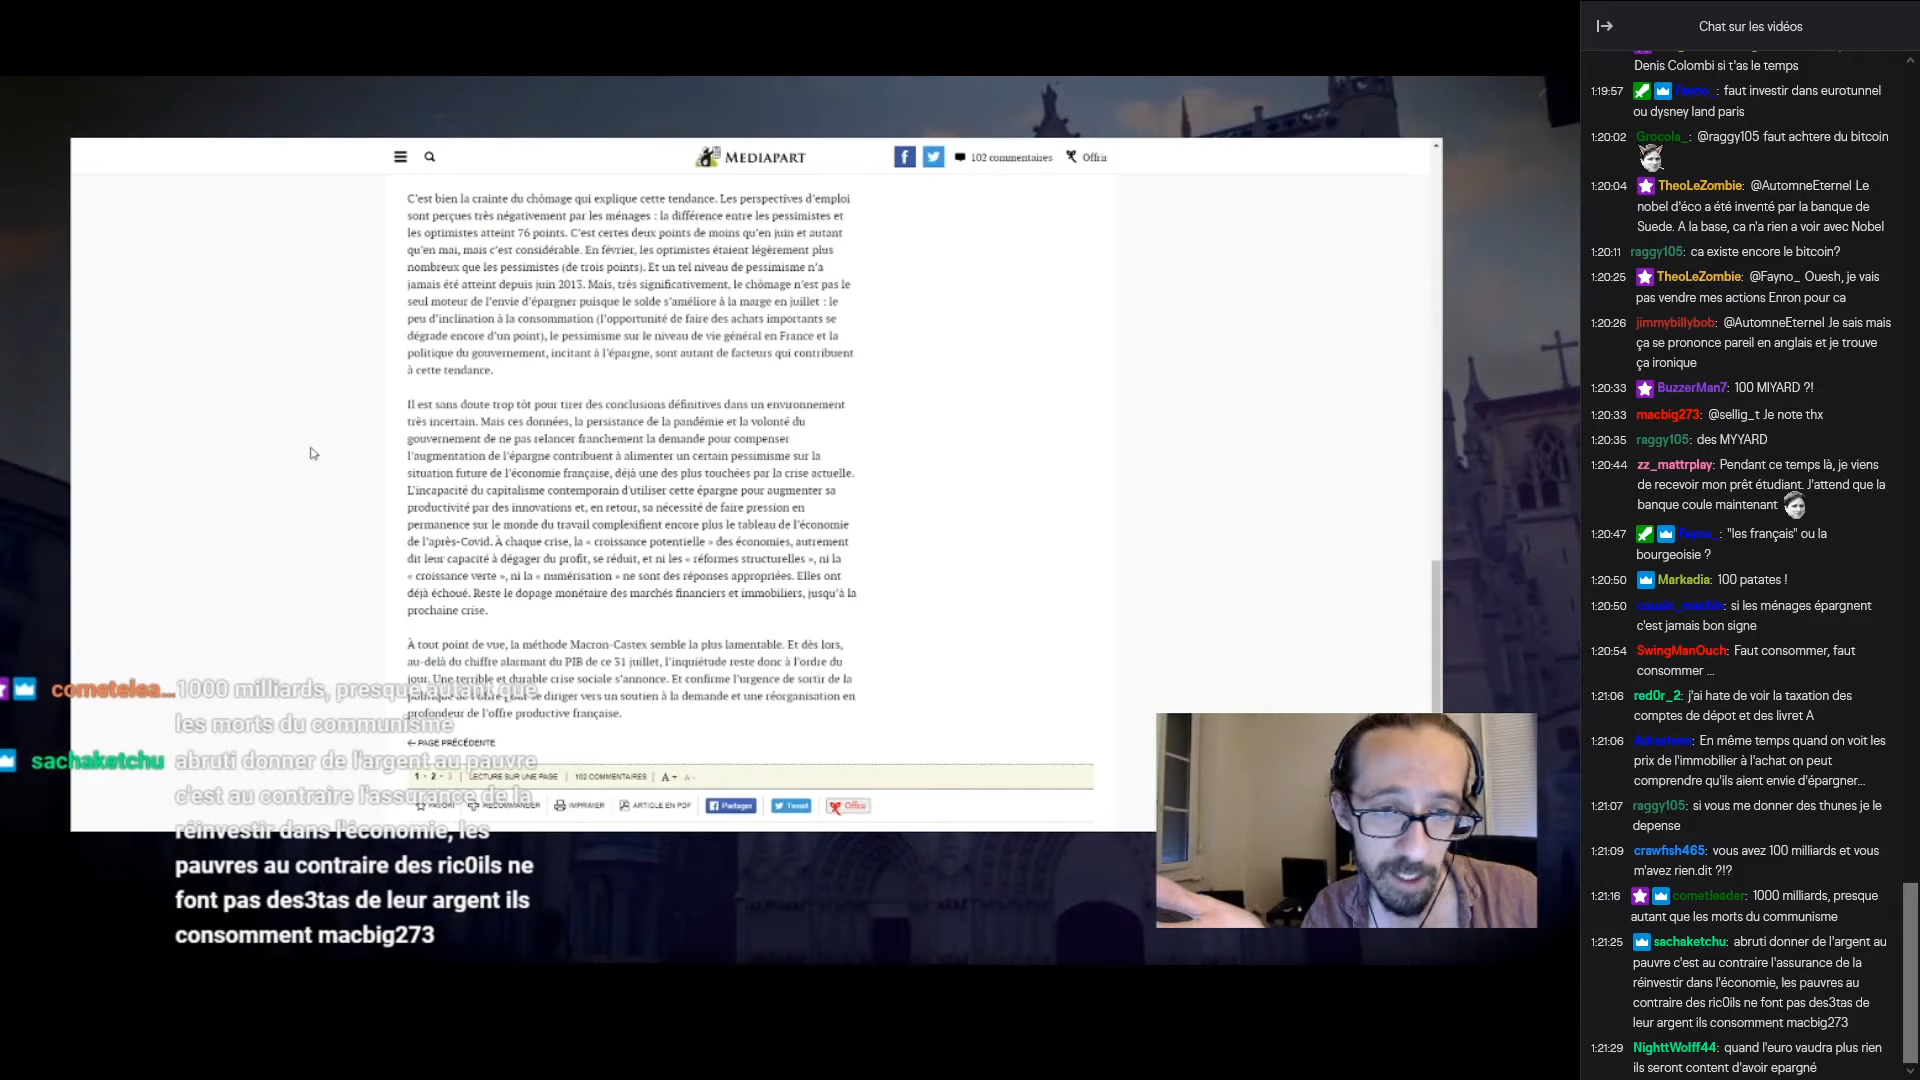 MEDIAPART
102 commentaires
Offrir
C'est bien la crainte du chômage qui explique cette tendance. Les perspectives d'emploi
sont perçues très négativement par les ménages : la différence entre les pessimistes et
les optimistes atteint 76 points. C'est certes deux points de moins qu'en juin et autant
qu'en mai, mais c'est considérable. En février, les optimistes étaient légèrement plus
nombreux que les pessimistes (de trois points). Et un tel niveau de pessimisme n'a
jamais été atteint depuis juin 2013. Mais, très significativement, le chômage n'est pas le
seul moteur de l'envie d'épargner puisque le solde s'améliore à la marge en juillet : le
peu d'inclination à la consommation (l'opportunité de faire des achats importants se
dégrade encore d'un point), le pessimisme sur le niveau de vie général en France et la
politique du gouvernement, incitant à l'épargne, sont autant de facteurs qui contribuent
à cette tendance.
Il est sans doute trop tôt pour tirer des conclusions définitives dans un environnement
très incertain. Mais ces données, la persistance de la pandémie et la volonté du
gouvernement de ne pas relancer franchement la demande pour compenser
l'augmentation de l'épargne contribuent à alimenter un certain pessimisme sur la
situation future de l'économie française, déjà une des plus touchées par la crise actuelle.
L'incapacité du capitalisme contemporain d'utiliser cette épargne pour augmenter sa
productivité par des innovations et, en retour, sa nécessité de faire pression en
permanence sur le monde du travail complexifient encore plus le tableau de l'économie
de l'après-Covid. À chaque crise, la « croissance potentielle » des économies, autrement
dit leur capacité à dégager du profit, se réduit, et ni les « réformes structurelles », ni la
« croissance verte », ni la « numérisation » ne sont des réponses appropriées. Elles ont
déjà échoué. Reste le dopage monétaire des marchés financiers et immobiliers, jusqu'à la
prochaine crise.
À tout point de vue, la méthode Macron-Castex semble la plus lamentable. Et dès lors,
au-delà du chiffre alarmant du PIB de ce 31 juillet, l'inquiétude reste donc à l'ordre du
jour. Une terrible et durable crise sociale s'annonce. Et confirme l'urgence de sortir de la
politique de l'offre pour se diriger vers un soutien à la demande et une réorganisation en
profondeur de l'offre productive française.
← PAGE PRÉCÉDENTE
1 · 2 · 3 | LECTURE SUR UNE PAGE | 102 COMMENTAIRES | A+ A-
FAVORI RECOMMANDER IMPRIMER ARTICLE EN PDF Partager Tweet Offrir
cometelea... 1000 milliards, presque autant que
les morts du communisme
sachaketchu abruti donner de l'argent au pauvre
c'est au contraire l'assurance de la
réinvestir dans l'économie, les
pauvres au contraire des ric0ils ne
font pas des3tas de leur argent ils
consomment macbig273
Chat sur les vidéos
Denis Colombi si t'as le temps
1:19:57 Fayno_: faut investir dans eurotunnel
ou dysney land paris
1:20:02 Grocola_: @raggy105 faut achtere du bitcoin
1:20:04 TheoLeZombie: @AutomneEternel Le
nobel d'éco a été inventé par la banque de
Suede. A la base, ca n'a rien a voir avec Nobel
1:20:11 raggy105: ca existe encore le bitcoin?
1:20:25 TheoLeZombie: @Fayno_ Ouesh, je vais
pas vendre mes actions Enron pour ca
1:20:26 jimmybillybob: @AutomneEternel Je sais mais
ça se prononce pareil en anglais et je trouve
ça ironique
1:20:33 BuzzerMan7: 100 MIYARD ?!
1:20:33 macbig273: @sellig_t Je note thx
1:20:35 raggy105: des MYYARD
1:20:44 zz_mattrplay: Pendant ce temps là, je viens
de recevoir mon prêt étudiant. J'attend que la
banque coule maintenant
1:20:47 Fayno_: "les français" ou la
bourgeoisie ?
1:20:50 Markadia: 100 patates !
1:20:50 cousin_machin: si les ménages épargnent
c'est jamais bon signe
1:20:54 SwingManOuch: Faut consommer, faut
consommer ...
1:21:06 red0r_2: j'ai hate de voir la taxation des
comptes de dépot et des livret A
1:21:06 : En même temps quand on voit les
prix de l'immobilier à l'achat on peut
comprendre qu'ils aient envie d'épargner...
1:21:07 raggy105: si vous me donner des thunes je le
depense
1:21:09 crawfish465: vous avez 100 milliards et vous
m'avez rien.dit ?!?
1:21:16 cometleader: 1000 milliards, presque
autant que les morts du communisme
1:21:25 sachaketchu: abruti donner de l'argent au
pauvre c'est au contraire l'assurance de la
réinvestir dans l'économie, les pauvres au
contraire des ric0ils ne font pas des3tas de
leur argent ils consomment macbig273
1:21:29 NighttWolff44: quand l'euro vaudra plus rien
ils seront content d'avoir epargné